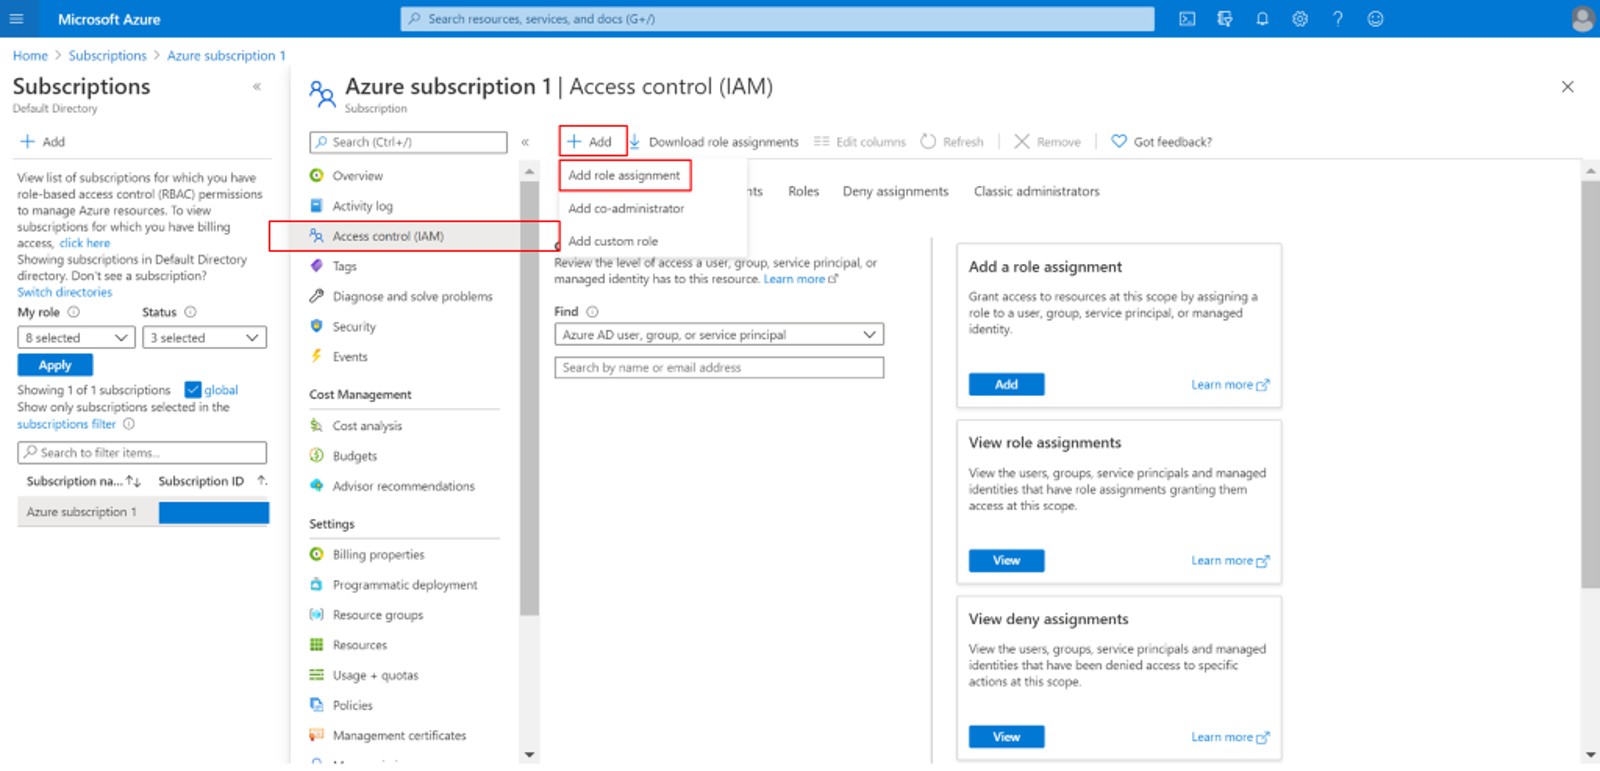 Microsoft Azure
Search resources, services, and docs (G+/)
Home > Subscriptions > Azure subscription 1
Subscriptions
Default Directory
Add
View list of subscriptions for which you have
role-based access control (RBAC) permissions
to manage Azure resources. To view
subscriptions for which you have billing
access, click here
Showing subscriptions in Default Directory
directory. Don't see a subscription?
Switch directories
My role
Status
8 selected
3 selected
Apply
Showing 1 of 1 subscriptions
global
Show only subscriptions selected in the
subscriptions filter
Search to filter items...
Subscription na...
Subscription ID
Azure subscription 1
Azure subscription 1 | Access control (IAM)
Subscription
Search (Ctrl+/)
Overview
Activity log
Access control (IAM)
Tags
Diagnose and solve problems
Security
Events
Cost Management
Cost analysis
Budgets
Advisor recommendations
Settings
Billing properties
Programmatic deployment
Resource groups
Resources
Usage + quotas
Policies
Management certificates
Add
Download role assignments
Edit columns
Refresh
Remove
Got feedback?
Add role assignment
Add co-administrator
Add custom role
nts
Roles
Deny assignments
Classic administrators
Review the level of access a user, group, service principal, or
managed identity has to this resource. Learn more
Find
Azure AD user, group, or service principal
Search by name or email address
Add a role assignment
Grant access to resources at this scope by assigning a
role to a user, group, service principal, or managed
identity.
Add
Learn more
View role assignments
View the users, groups, service principals and managed
identities that have role assignments granting them
access at this scope.
View
Learn more
View deny assignments
View the users, groups, service principals and managed
identities that have been denied access to specific
actions at this scope.
View
Learn more